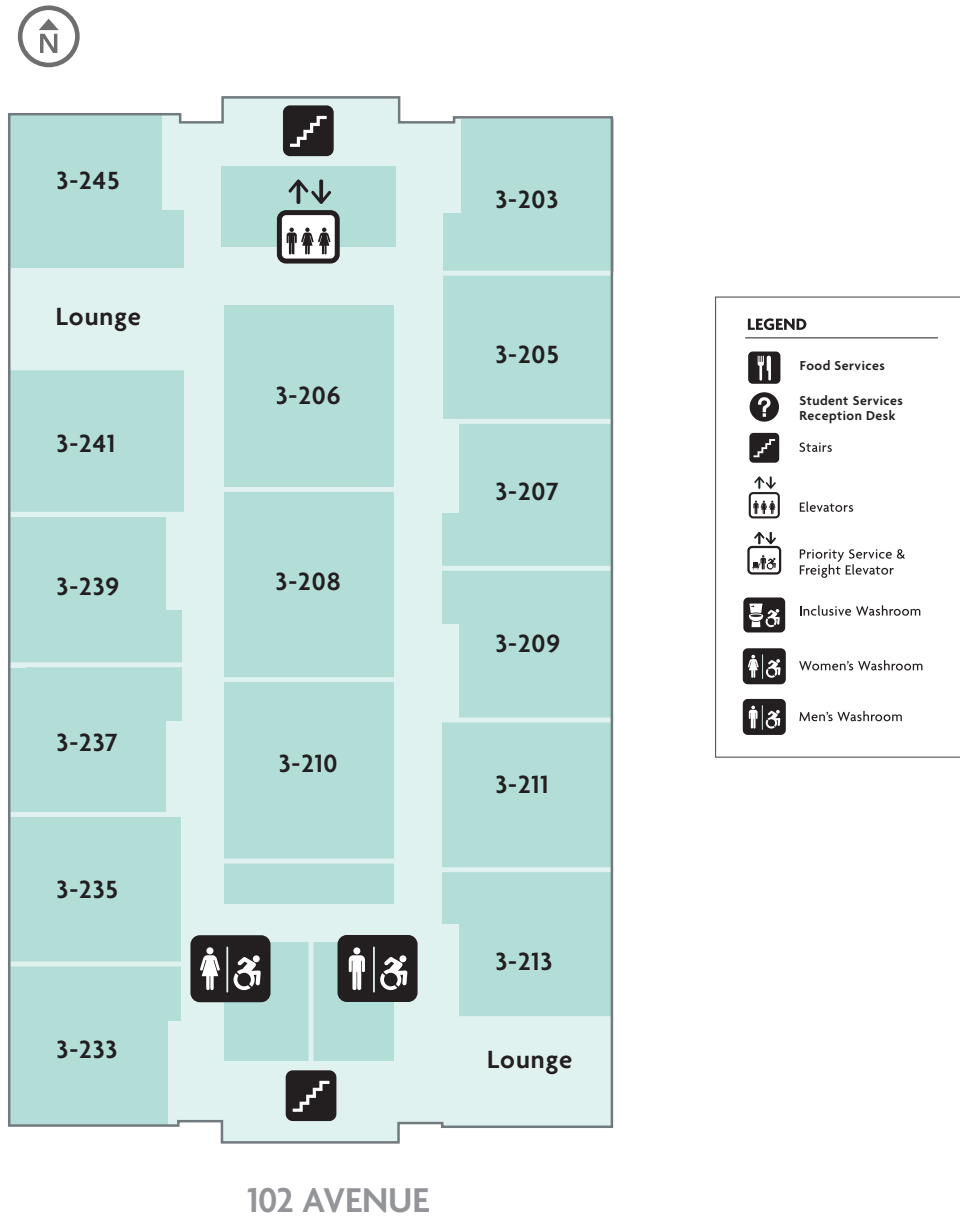 N
3-245
3-203
Lounge
3-205
3-206
3-241
3-207
3-208
3-239
3-209
3-237
3-210
3-211
3-235
3-213
3-233
Lounge
102 AVENUE
LEGEND
Food Services
?
Student Services
Reception Desk
Stairs
Elevators
Priority Service &
Freight Elevator
Inclusive Washroom
Women's Washroom
Men's Washroom